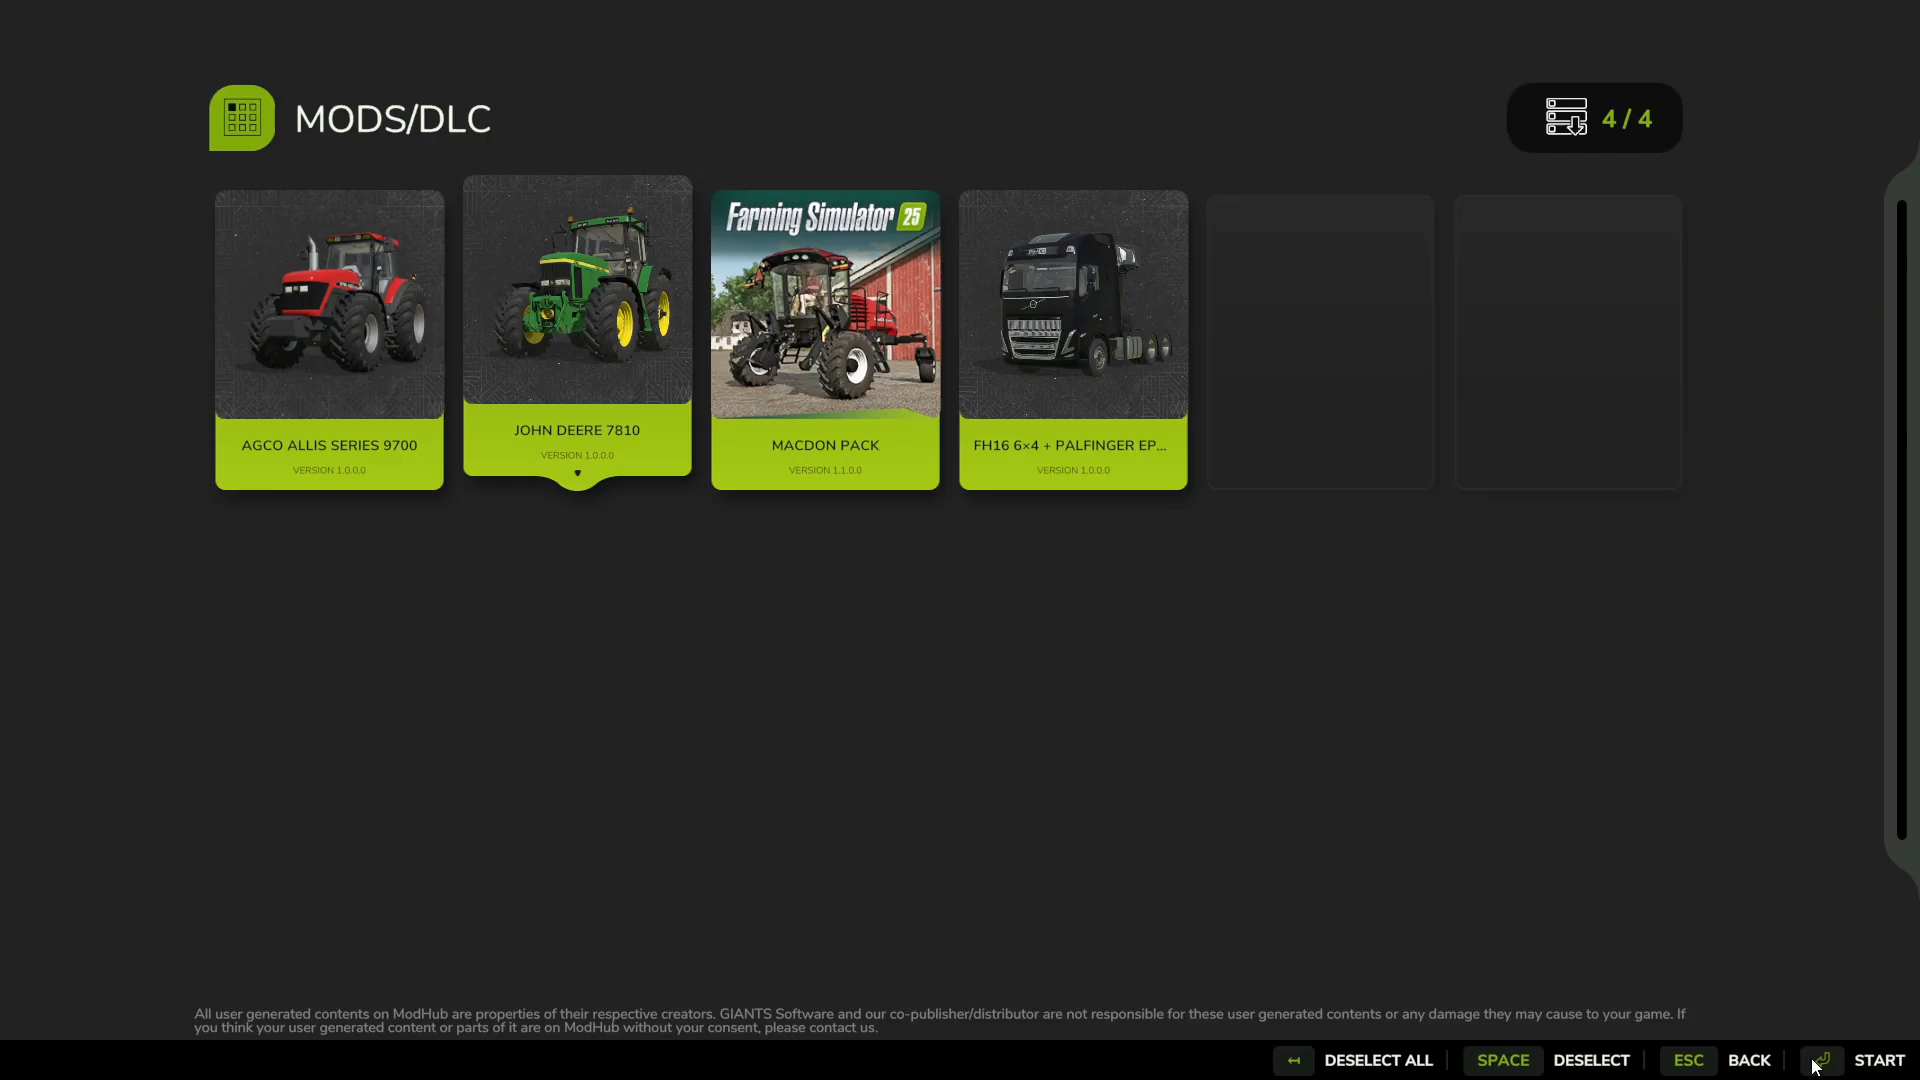 MODS/DLC
4 / 4
Farming Simulator 25
AGCO ALLIS SERIES 9700
VERSION 1.0.0.0
JOHN DEERE 7810
VERSION 1.0.0.0
MACDON PACK
VERSION 1.1.0.0
FH16 6×4 + PALFINGER EP...
VERSION 1.0.0.0
All user generated contents on ModHub are properties of their respective creators. GIANTS Software and our co-publisher/distributor are not responsible for these user generated contents or any damage they may cause to your game. If
you think your user generated content or parts of it are on ModHub without your consent, please contact us.
DESELECT ALL SPACE DESELECT ESC BACK START